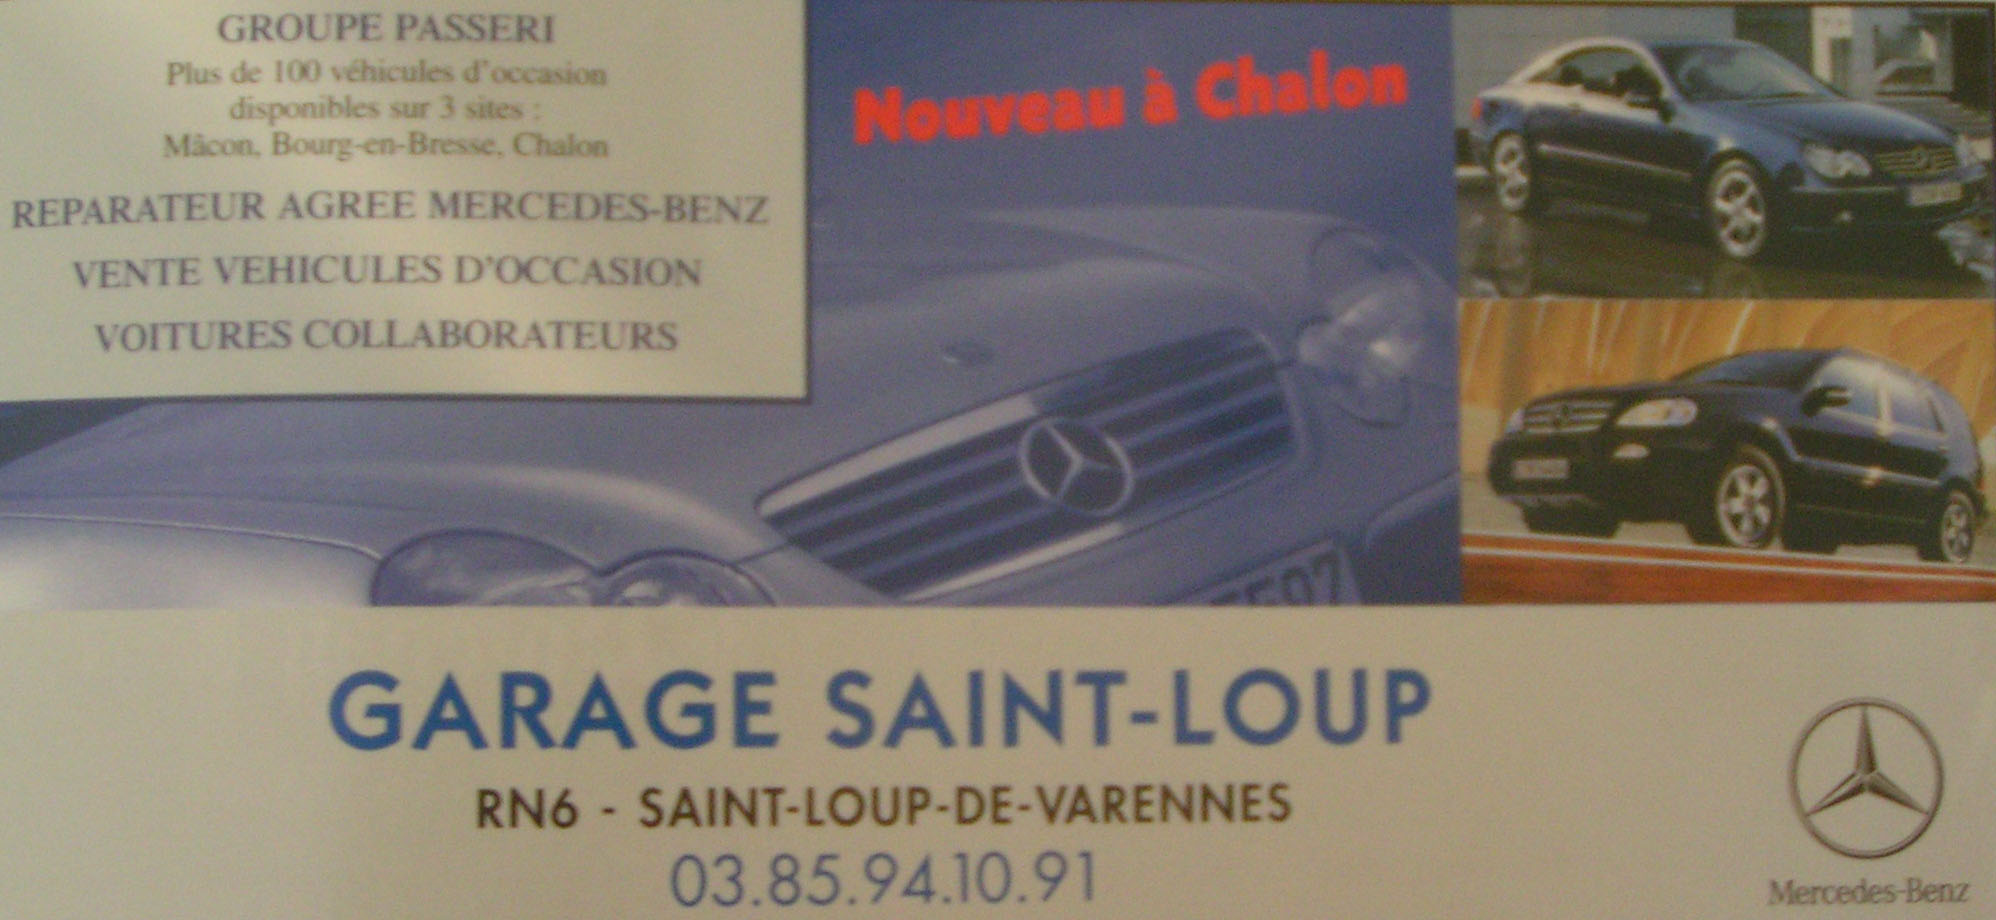 GROUPE PASSERI
Plus de 100 véhicules d'occasion
disponibles sur 3 sites :
Mâcon, Bourg-en-Bresse, Chalon
REPARATEUR AGREE MERCEDES-BENZ
VENTE VEHICULES D'OCCASION
VOITURES COLLABORATEURS
Nouveau à Chalon
GARAGE SAINT-LOUP
RN6 - SAINT-LOUP-DE-VARENNES
03.85.94.10.91
Mercedes-Benz